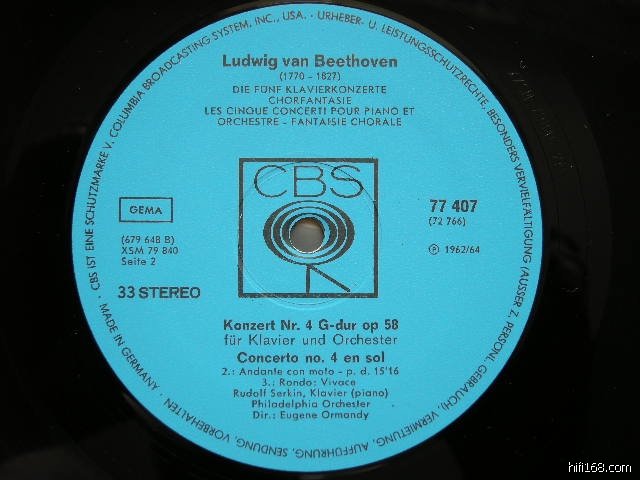 CBS IST EINE SCHUTZMARKE V. COLUMBIA BROADCASTING SYSTEM, INC., USA. · URHEBER- U. LEISTUNGSSCHUTZRECHTE, BESONDERS VERVIELFÄLTIGUNG (AUSSER Z. PERSÖNL. GEBRAUCH), VERMIETUNG, AUFFÜHRUNG, SENDUNG, VORBEHALTEN. · MADE IN GERMANY ·
Ludwig van Beethoven
(1770 - 1827)
DIE FÜNF KLAVIERKONZERTE
CHORFANTASIE
LES CINQUE CONCERTI POUR PIANO ET
ORCHESTRE - FANTAISIE CHORALE
CBS
GEMA
77 407
(72 766)
(679 648 B)
XSM 79 840
Seite 2
℗ 1962/64
33 STEREO
Konzert Nr. 4 G-dur op 58
für Klavier und Orchester
Concerto no. 4 en sol
2.: Andante con moto - p. d. 15'16
3.: Rondo: Vivace
Rudolf Serkin, Klavier (piano)
Philadelphia Orchester
Dir.: Eugene Ormandy
hifi168.com